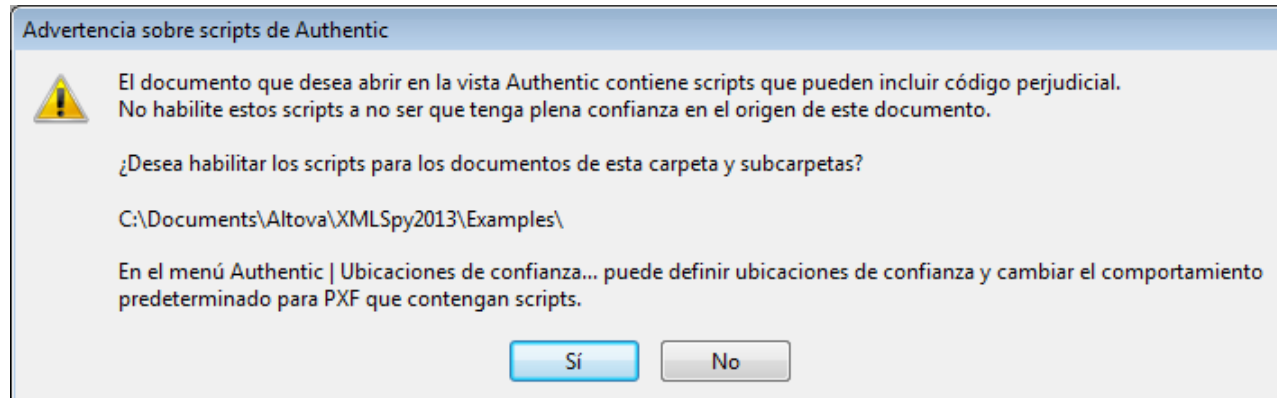 Advertencia sobre scripts de Authentic
El documento que desea abrir en la vista Authentic contiene scripts que pueden incluir código perjudicial.
No habilite estos scripts a no ser que tenga plena confianza en el origen de este documento.
¿Desea habilitar los scripts para los documentos de esta carpeta y subcarpetas?
C:\Documents\Altova\XMLSpy2013\Examples\
En el menú Authentic | Ubicaciones de confianza... puede definir ubicaciones de confianza y cambiar el comportamiento
predeterminado para PXF que contengan scripts.
Sí No